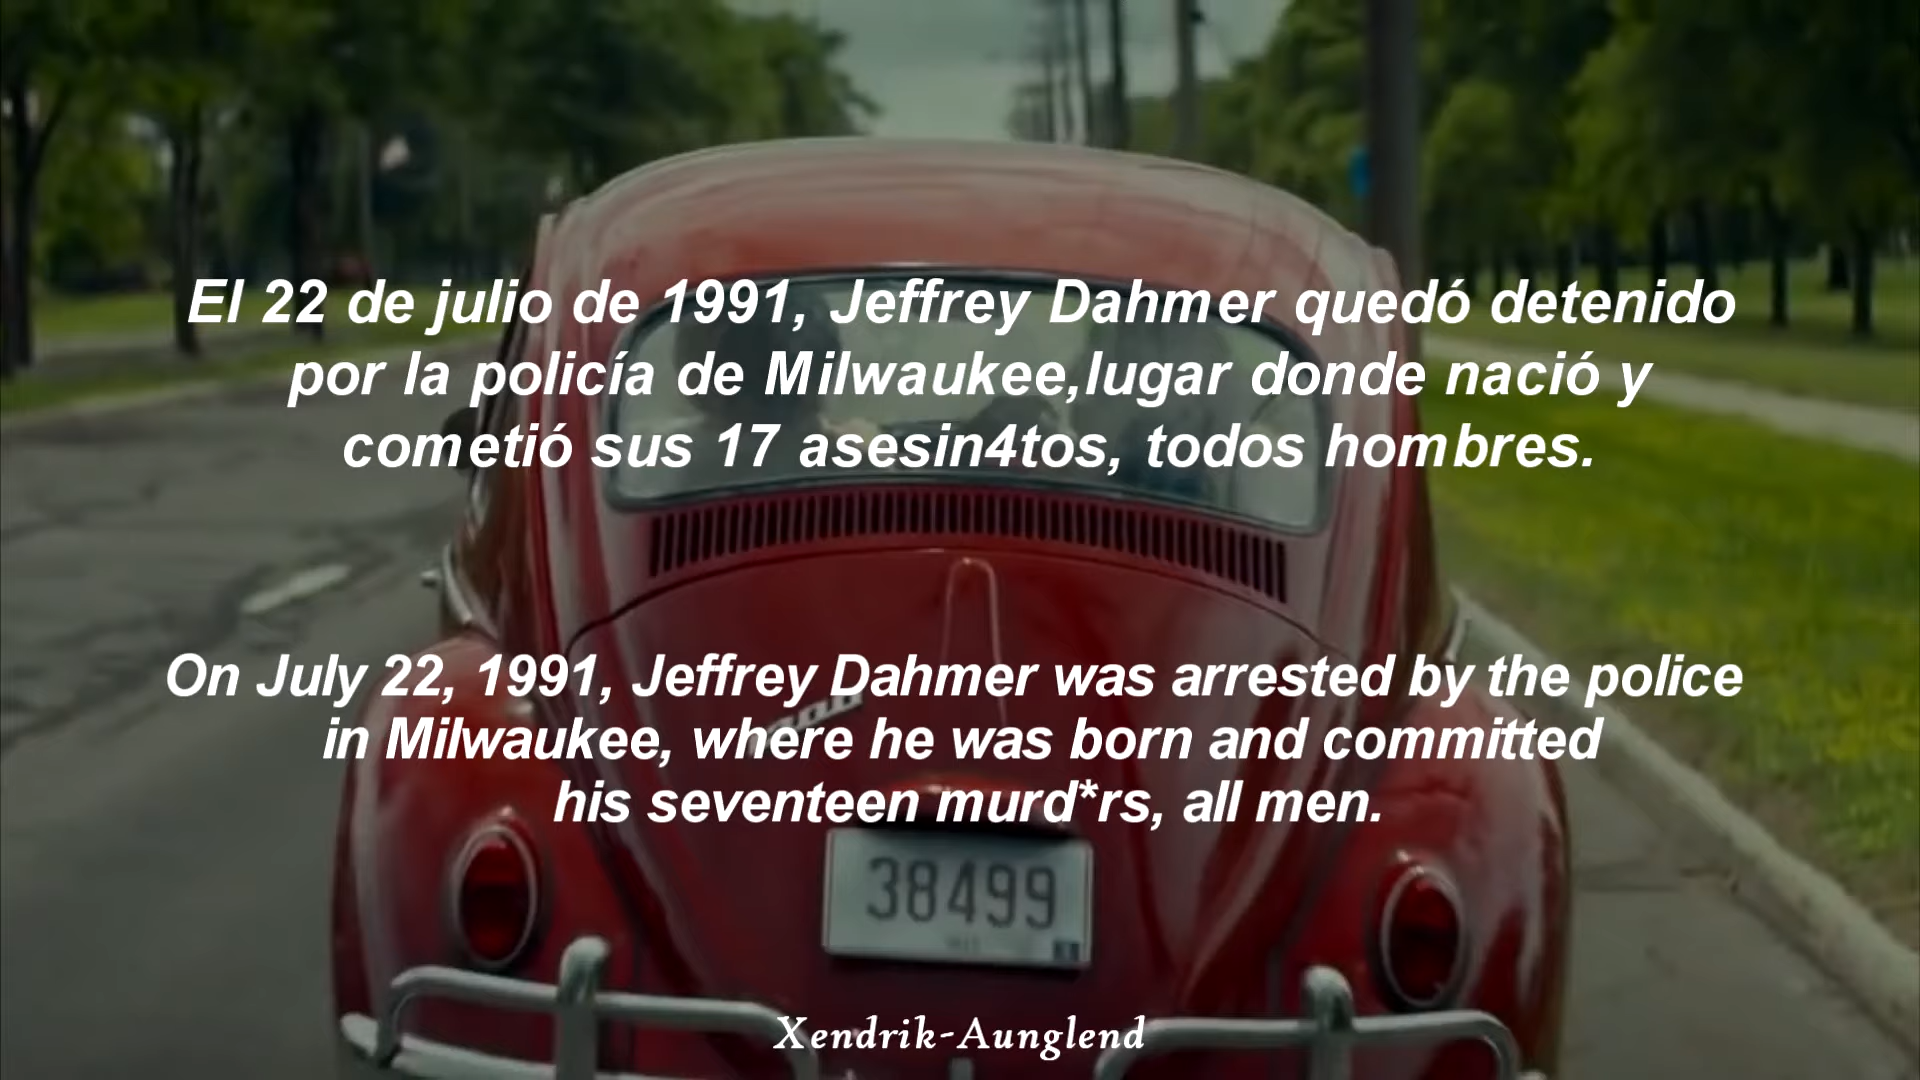 El 22 de julio de 1991, Jeffrey Dahmer quedó detenido
por la policía de Milwaukee,lugar donde nació y
cometió sus 17 asesin4tos, todos hombres.
On July 22, 1991, Jeffrey Dahmer was arrested by the police
in Milwaukee, where he was born and committed
his seventeen murd*rs, all men.
38499
Xendrik-Aunglend